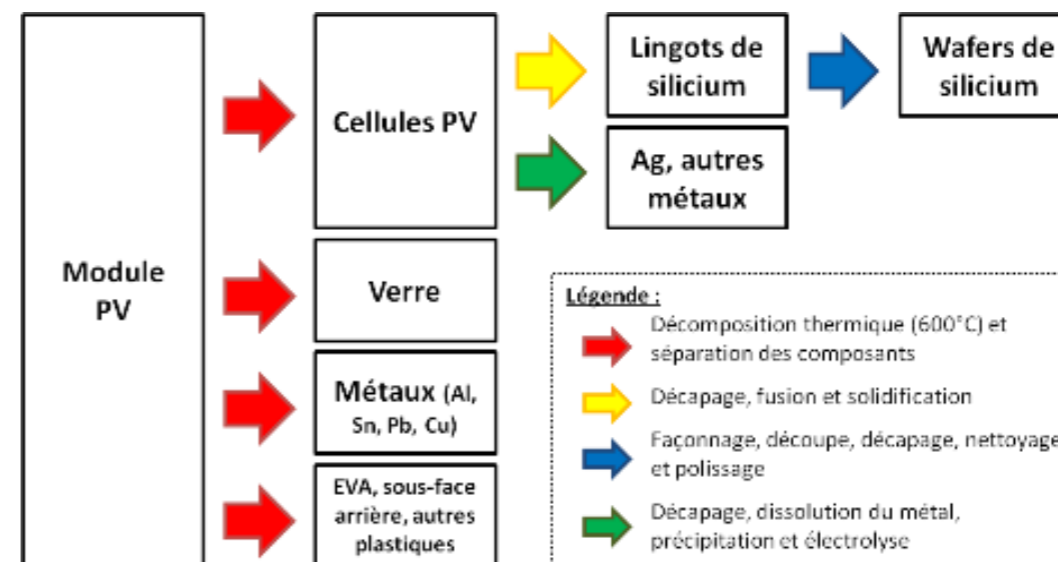 Module
PV
Cellules PV
Lingots de
silicium
Wafers de
silicium
Ag, autres
métaux
Verre
Métaux (Al,
Sn, Pb, Cu)
EVA, sous-face
arrière, autres
plastiques
Légende :
Décomposition thermique (600°C) et
séparation des composants
Décapage, fusion et solidification
Façonnage, découpe, décapage, nettoyage
et polissage
Décapage, dissolution du métal,
précipitation et électrolyse